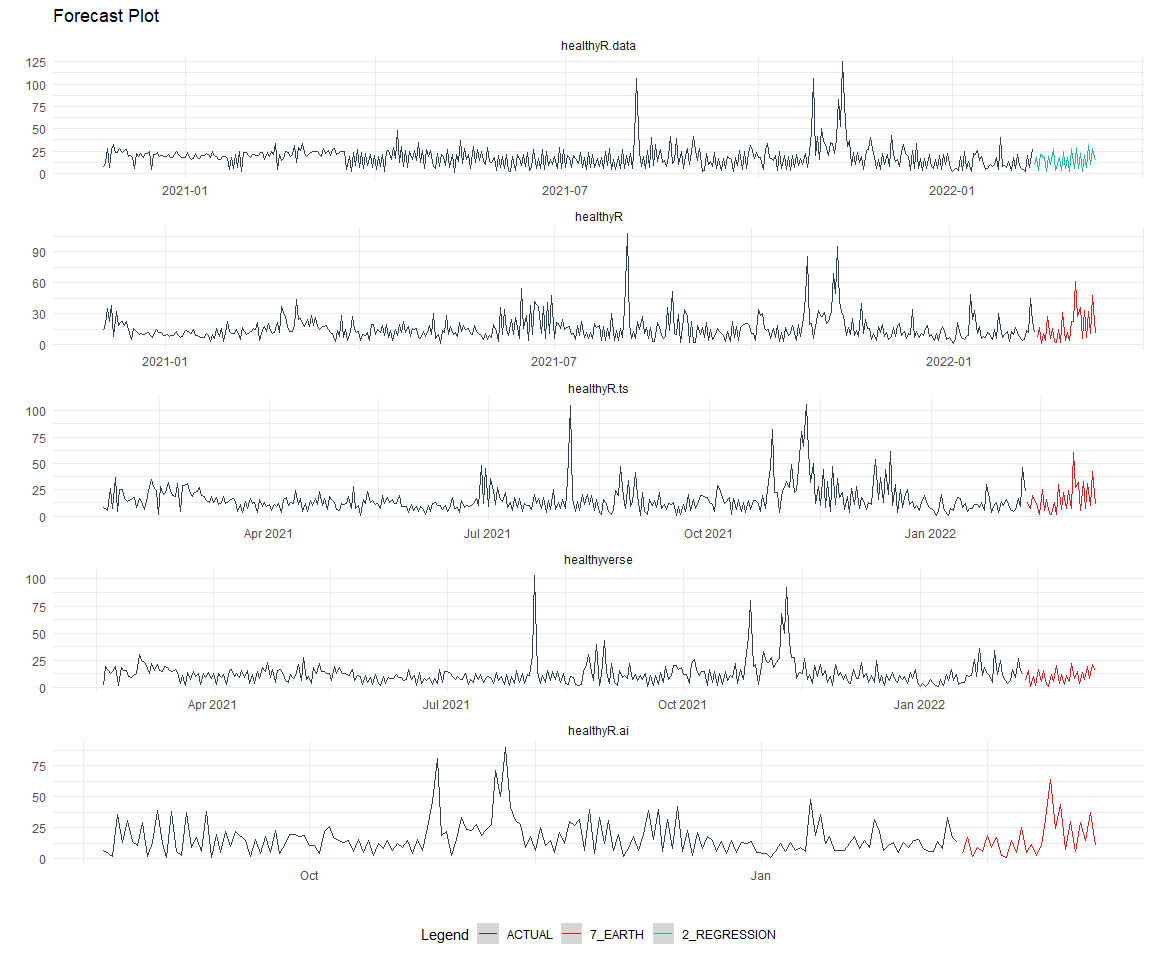 Forecast Plot
healthyR.data
125
100
75
50
25
0
2021-01 2021-07 2022-01
healthyR
90
60
30
0
2021-01 2021-07 2022-01
healthyR.ts
100
75
50
25
0
Apr 2021 Jul 2021 Oct 2021 Jan 2022
healthyverse
100
75
50
25
0
Apr 2021 Jul 2021 Oct 2021 Jan 2022
healthyR.ai
75
50
25
0
Oct Jan
Legend ACTUAL 7_EARTH 2_REGRESSION